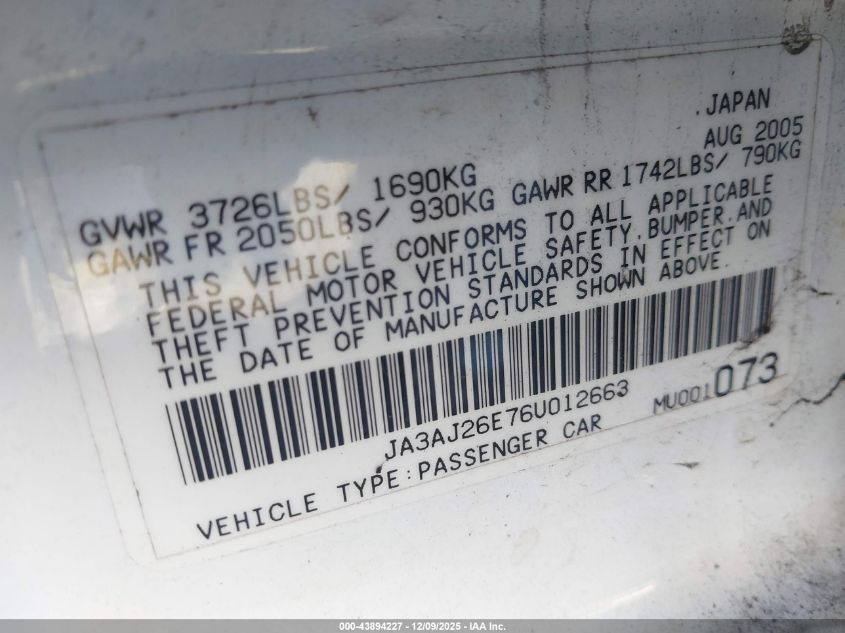 JAPAN
AUG 2005
GVWR 3726LBS/ 1690KG
GAWR FR 2050LBS/ 930KG GAWR RR 1742LBS/ 790KG
THIS VEHICLE CONFORMS TO ALL APPLICABLE
FEDERAL MOTOR VEHICLE SAFETY, BUMPER, AND
THEFT PREVENTION STANDARDS IN EFFECT ON
THE DATE OF MANUFACTURE SHOWN ABOVE.
JA3AJ26E76U012663
MU001073
VEHICLE TYPE:PASSENGER CAR
000-43894227 - 12/09/2025 - IAA Inc.